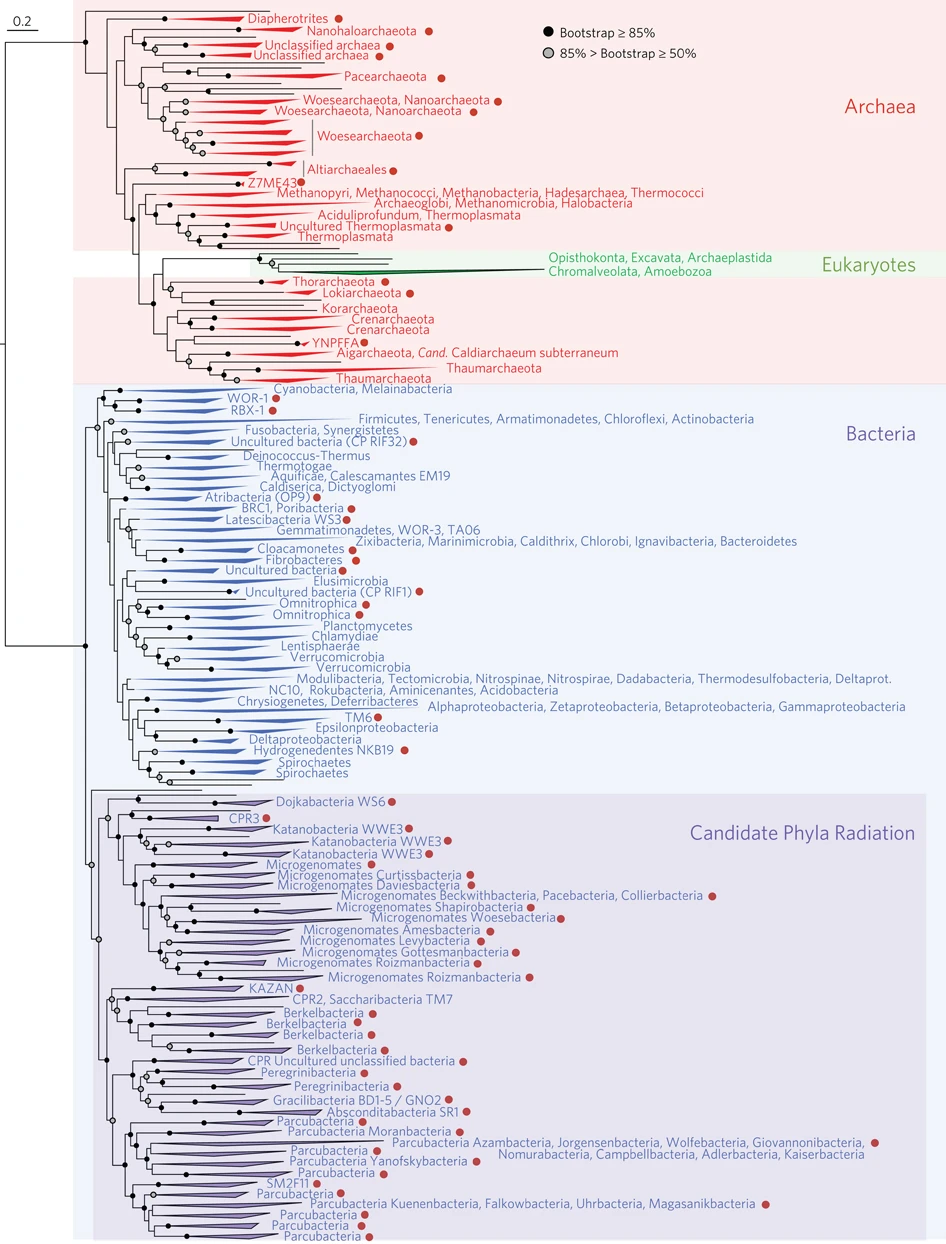 0.2
Bootstrap ≥ 85%
85% > Bootstrap ≥ 50%
Archaea
Diapherotrites
Nanohaloarchaeota
Unclassified archaea
Unclassified archaea
Pacearchaeota
Woesearchaeota, Nanoarchaeota
Woesearchaeota, Nanoarchaeota
Woesearchaeota
Altiarchaeales
Z7ME43
Methanopyri, Methanococci, Methanobacteria, Hadesarchaea, Thermococci
Archaeoglobi, Methanomicrobia, Halobacteria
Aciduliprofundum, Thermoplasmata
Uncultured Thermoplasmata
Thermoplasmata
Opisthokonta, Excavata, Archaeplastida
Chromalveolata, Amoebozoa
Eukaryotes
Thorarchaeota
Lokiarchaeota
Korarchaeota
Crenarchaeota
Crenarchaeota
YNPFFA
Aigarchaeota, Cand. Caldiarchaeum subterraneum
Thaumarchaeota
Thaumarchaeota
Cyanobacteria, Melainabacteria
WOR-1
RBX-1
Firmicutes, Tenericutes, Armatimonadetes, Chloroflexi, Actinobacteria
Bacteria
Fusobacteria, Synergistetes
Uncultured bacteria (CP RIF32)
Deinococcus-Thermus
Thermotogae
Aquificae, Calescamantes EM19
Caldiserica, Dictyoglomi
Atribacteria (OP9)
BRC1, Poribacteria
Latescibacteria WS3
Gemmatimonadetes, WOR-3, TA06
Zixibacteria, Marinimicrobia, Caldithrix, Chlorobi, Ignavibacteria, Bacteroidetes
Cloacamonetes
Fibrobacteres
Uncultured bacteria
Elusimicrobia
Uncultured bacteria (CP RIF1)
Omnitrophica
Omnitrophica
Planctomycetes
Chlamydiae
Lentisphaerae
Verrucomicrobia
Verrucomicrobia
Modulibacteria, Tectomicrobia, Nitrospinae, Nitrospirae, Dadabacteria, Thermodesulfobacteria, Deltaprot.
NC10, Rokubacteria, Aminicenantes, Acidobacteria
Chrysiogenetes, Deferribacteres
Alphaproteobacteria, Zetaproteobacteria, Betaproteobacteria, Gammaproteobacteria
TM6
Epsilonproteobacteria
Deltaproteobacteria
Hydrogenedentes NKB19
Spirochaetes
Spirochaetes
Dojkabacteria WS6
CPR3
Candidate Phyla Radiation
Katanobacteria WWE3
Katanobacteria WWE3
Katanobacteria WWE3
Microgenomates
Microgenomates Curtissbacteria
Microgenomates Daviesbacteria
Microgenomates Beckwithbacteria, Pacebacteria, Collierbacteria
Microgenomates Shapirobacteria
Microgenomates Woesebacteria
Microgenomates Amesbacteria
Microgenomates Levybacteria
Microgenomates Gottesmanbacteria
Microgenomates Roizmanbacteria
Microgenomates Roizmanbacteria
KAZAN
CPR2, Saccharibacteria TM7
Berkelbacteria
Berkelbacteria
Berkelbacteria
Berkelbacteria
CPR Uncultured unclassified bacteria
Peregrinibacteria
Peregrinibacteria
Gracilibacteria BD1-5 / GNO2
Absconditabacteria SR1
Parcubacteria
Parcubacteria Moranbacteria
Parcubacteria Azambacteria, Jorgensenbacteria, Wolfebacteria, Giovannonibacteria,
Nomurabacteria, Campbellbacteria, Adlerbacteria, Kaiserbacteria
Parcubacteria
Parcubacteria Yanofskybacteria
Parcubacteria
SM2F11
Parcubacteria
Parcubacteria Kuenenbacteria, Falkowbacteria, Uhrbacteria, Magasanikbacteria
Parcubacteria
Parcubacteria
Parcubacteria